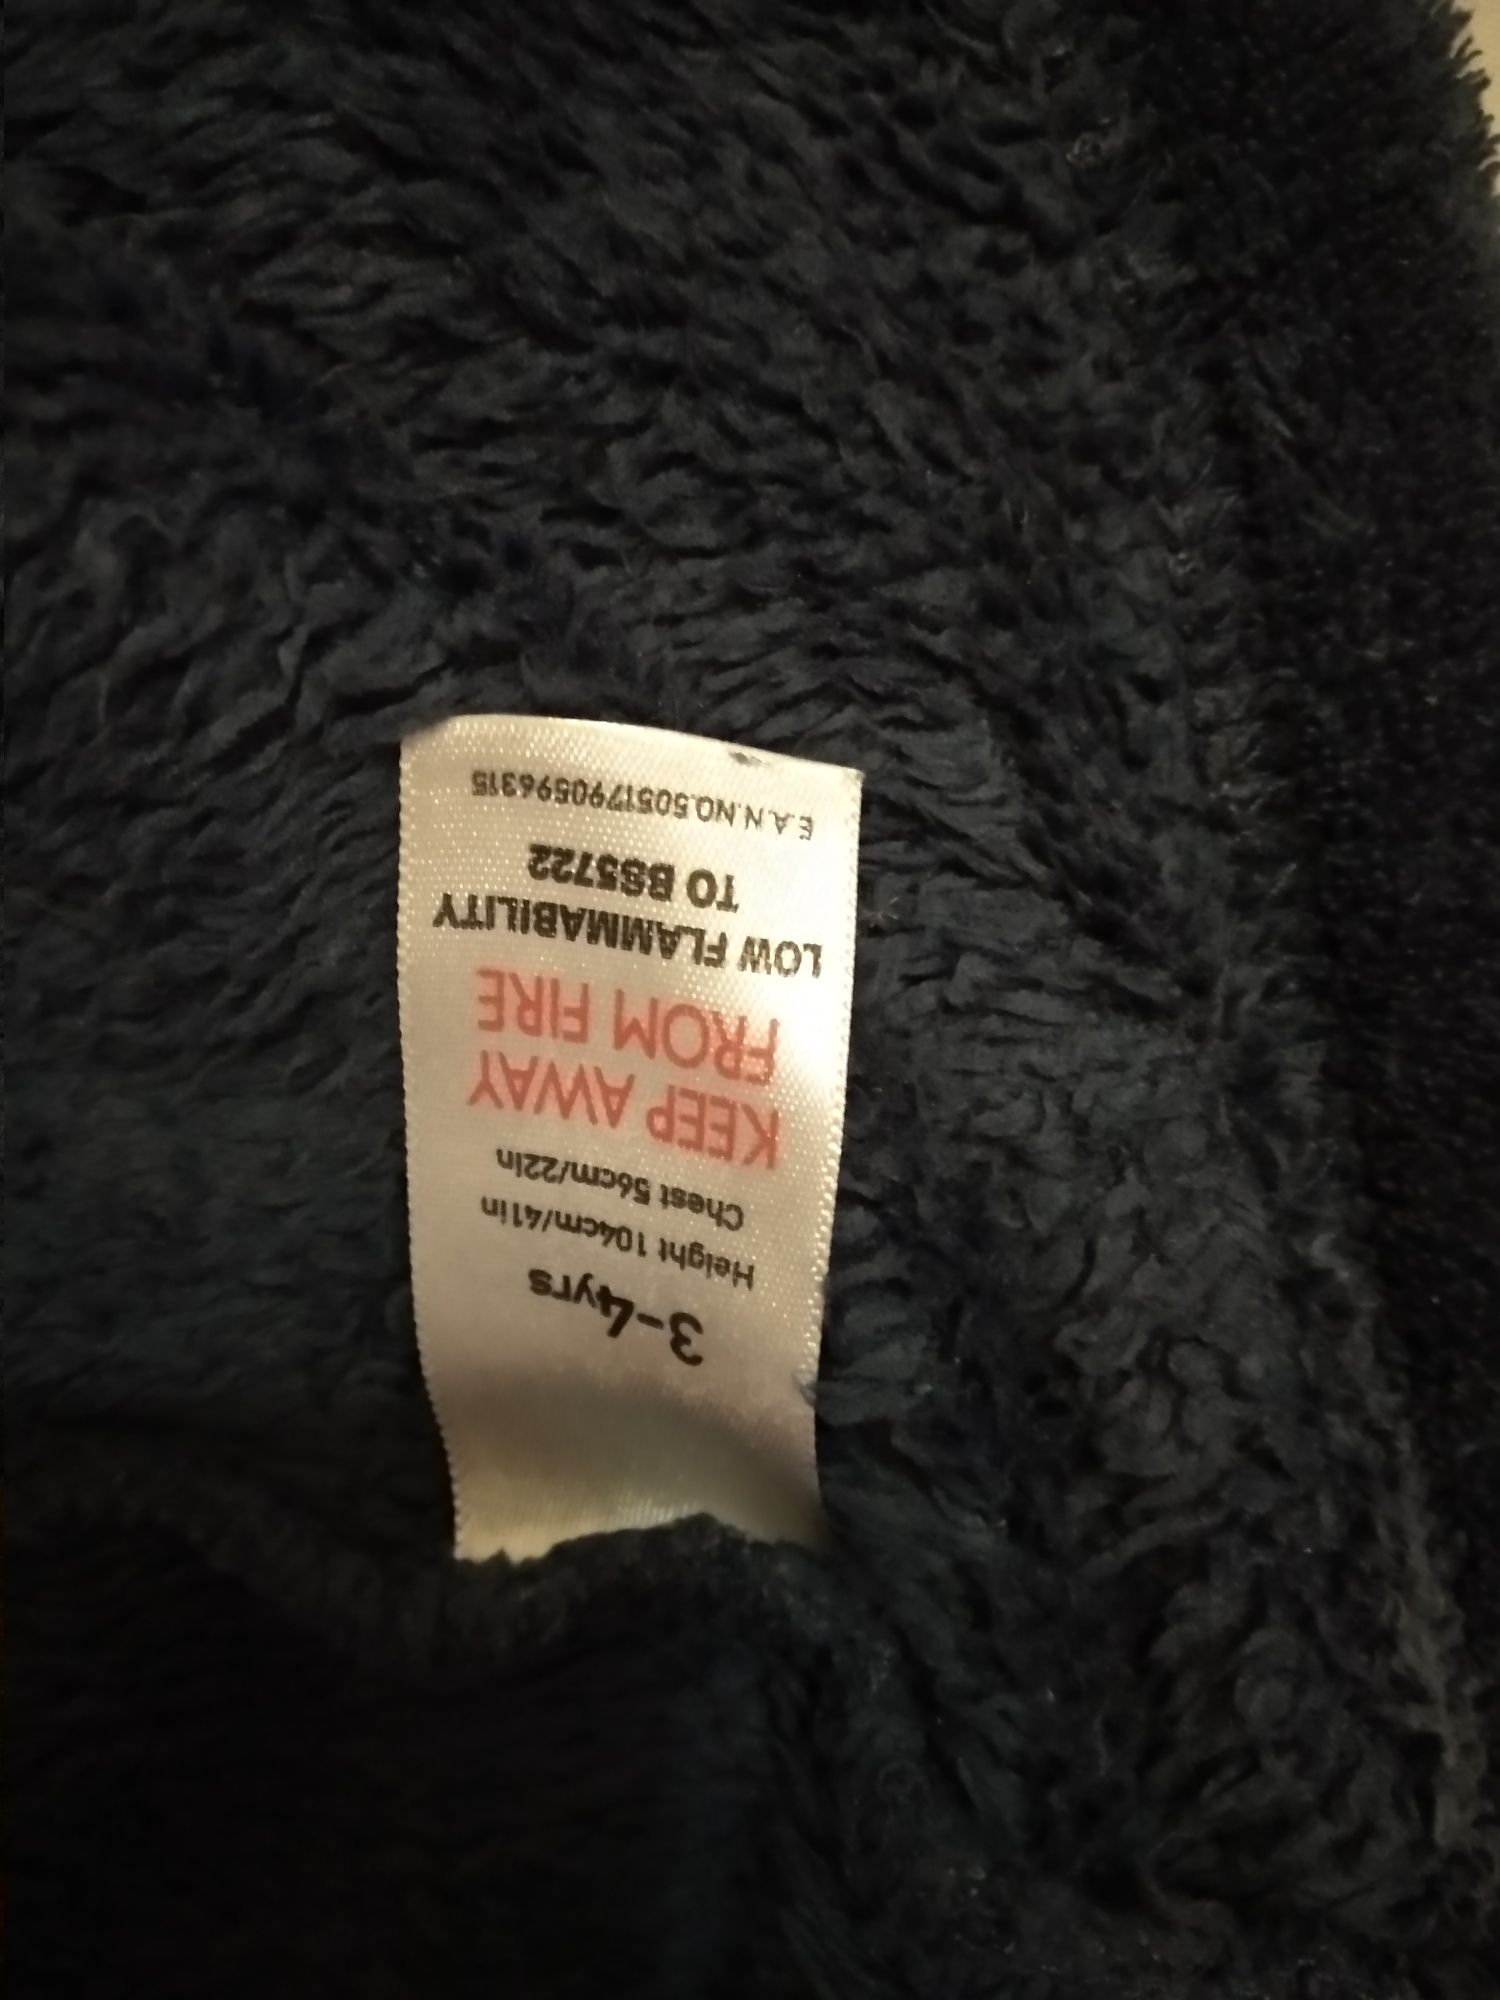 3-4yrs
Height 104cm/41in
Chest 56cm/22in
KEEP AWAY
FROM FIRE
LOW FLAMMABILITY
TO BS5722
E.A.N.NO.5051790596315